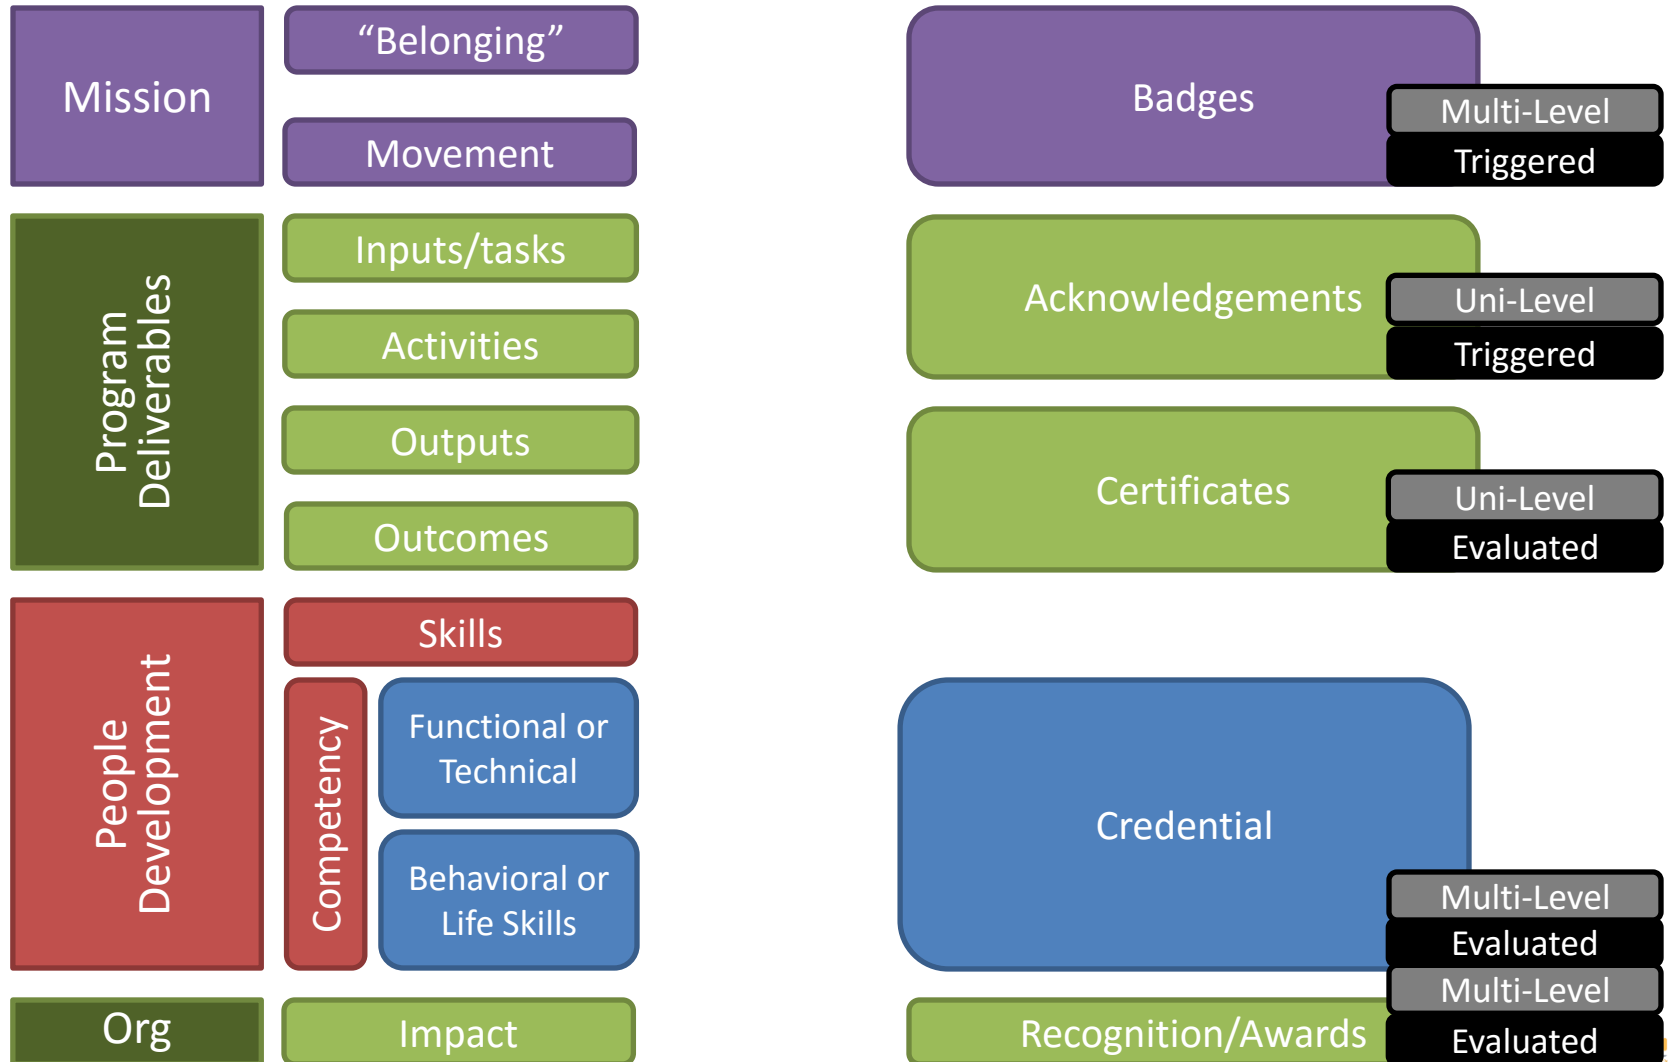 Mission
“Belonging”
Movement
Badges
Multi-Level
Triggered
Program
Deliverables
Inputs/tasks
Activities
Outputs
Outcomes
Acknowledgements
Uni-Level
Triggered
Certificates
Uni-Level
Evaluated
People
Development
Skills
Competency
Functional or
Technical
Behavioral or
Life Skills
Credential
Multi-Level
Evaluated
Org
Impact
Recognition/Awards
Multi-Level
Evaluated